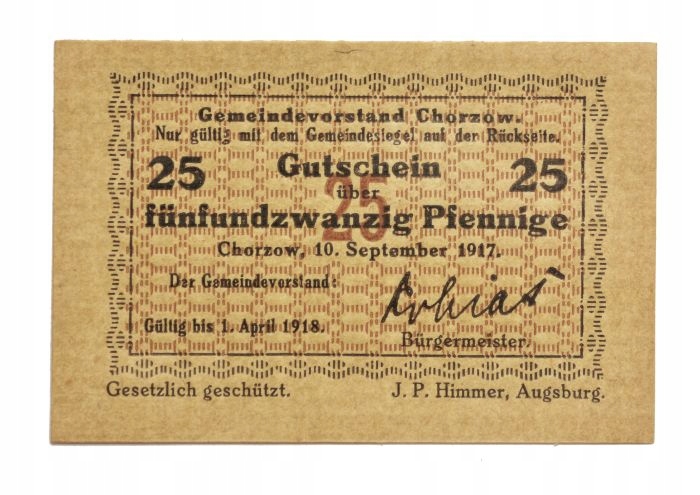 Gemeindevorstand Chorzow.
Nur gültig mit dem Gemeindesiegel auf der Rückseite.
25 Gutschein 25
über
25
fünfundzwanzig Pfennige
Chorzow, 10. September 1917.
Der Gemeindevorstand:
Gültig bis 1. April 1918.
Bürgermeister.
Gesetzlich geschützt. J. P. Himmer, Augsburg.